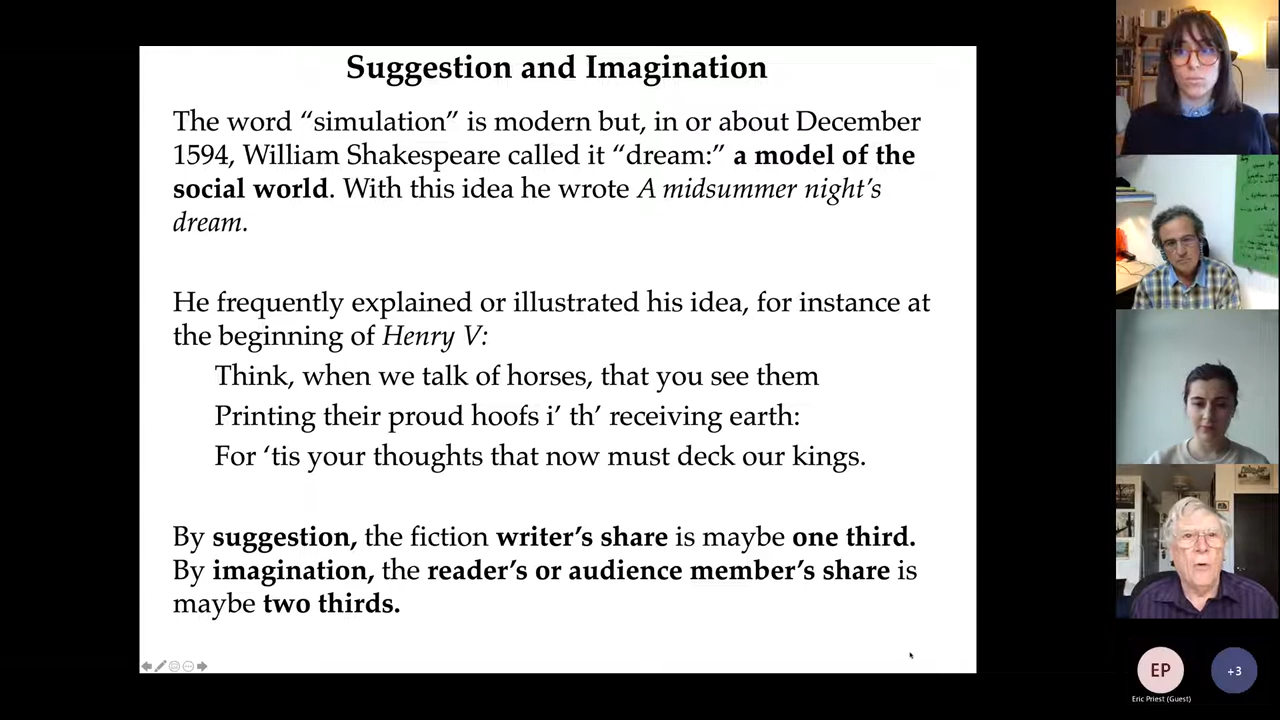 Suggestion and Imagination
The word “simulation” is modern but, in or about December
1594, William Shakespeare called it “dream:” a model of the
social world. With this idea he wrote A midsummer night’s
dream.
He frequently explained or illustrated his idea, for instance at
the beginning of Henry V:
Think, when we talk of horses, that you see them
Printing their proud hoofs i’ th’ receiving earth:
For ‘tis your thoughts that now must deck our kings.
By suggestion, the fiction writer’s share is maybe one third.
By imagination, the reader’s or audience member’s share is
maybe two thirds.
EP
+3
Eric Priest (Guest)